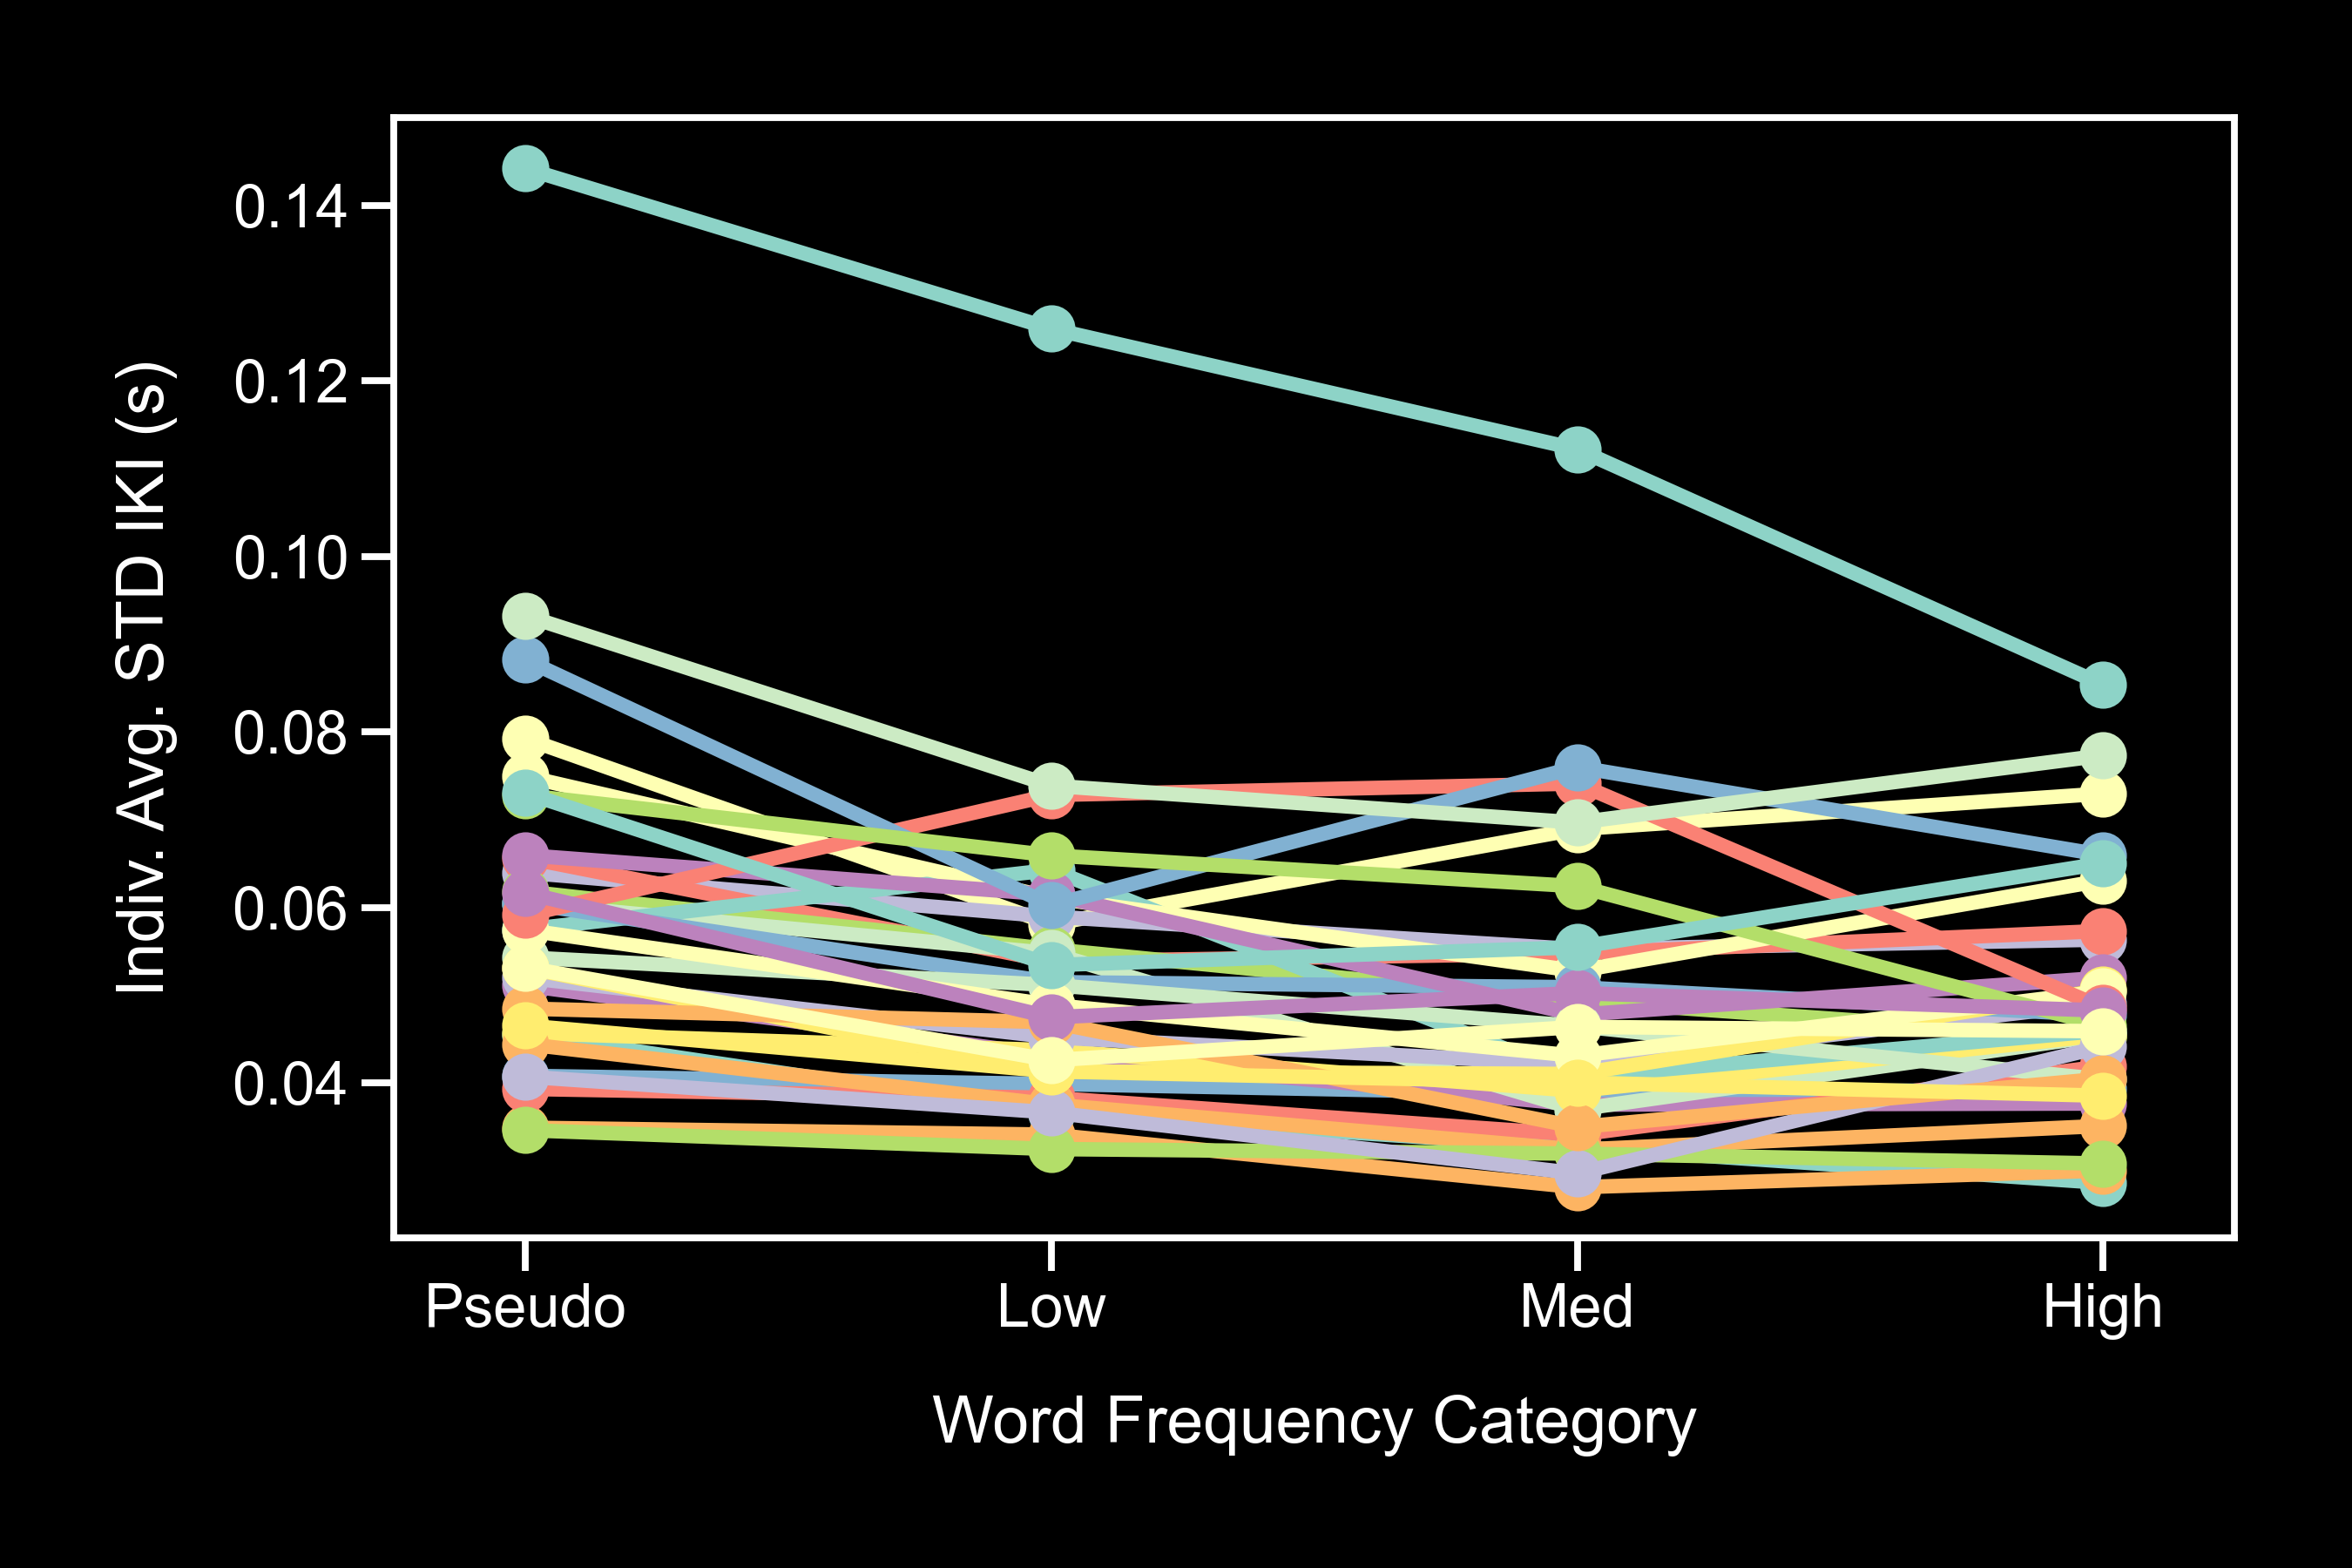 Indiv. Avg. STD IKI (s)
0.14
0.12
0.10
0.08
0.06
0.04
Pseudo Low Med High
Word Frequency Category